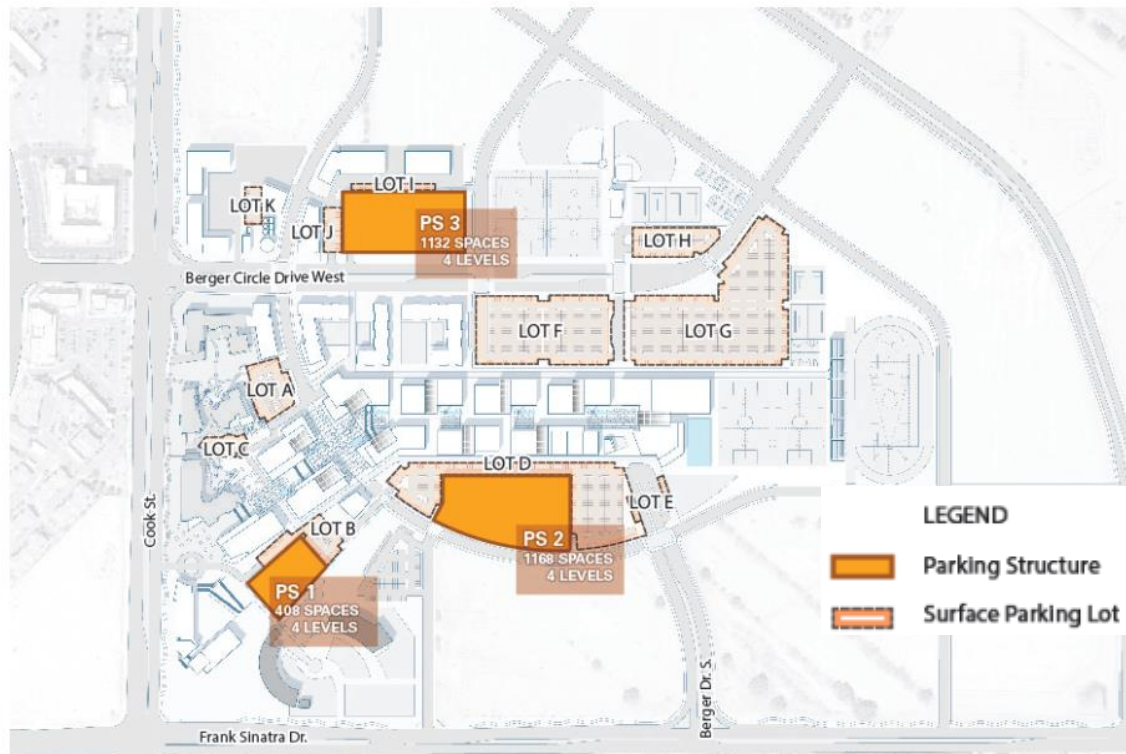 LOT I
LOT K
PS 3
1132 SPACES
4 LEVELS
LOT J
LOT H
Berger Circle Drive West
LOT F
LOT G
LOT A
LOT C
LOT D
LOT E
Cook St.
LOT B
PS 2
1168 SPACES
4 LEVELS
PS 1
408 SPACES
4 LEVELS
LEGEND
Parking Structure
Surface Parking Lot
Berger Dr. S.
Frank Sinatra Dr.